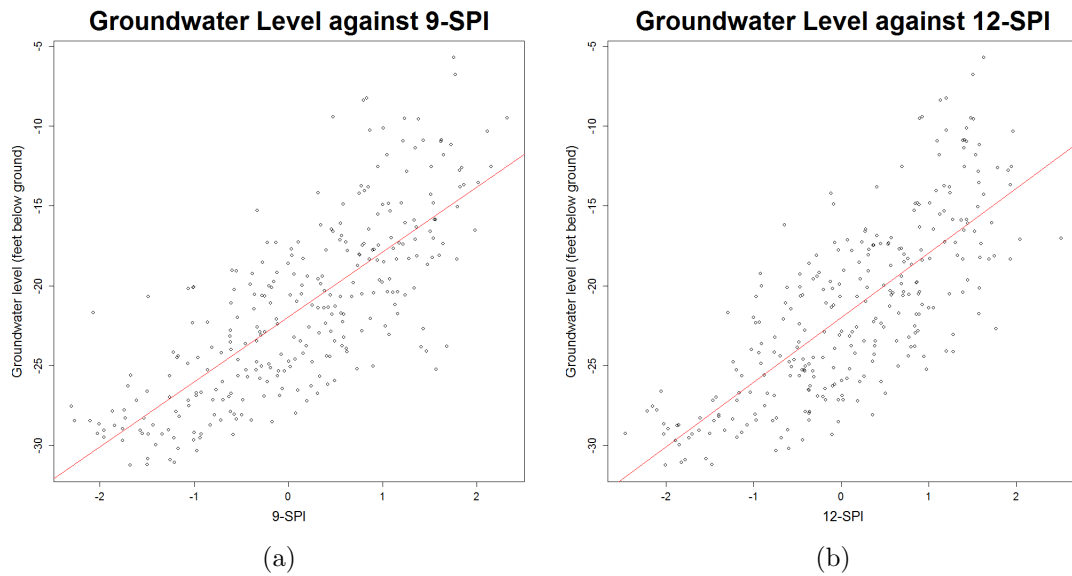 Groundwater Level against 9-SPI
Groundwater level (feet below ground)
-5
-10
-15
-20
-25
-30
-2
-1
0
1
2
9-SPI
(a)
Groundwater Level against 12-SPI
Groundwater level (feet below ground)
-5
-10
-15
-20
-25
-30
-2
-1
0
1
2
12-SPI
(b)